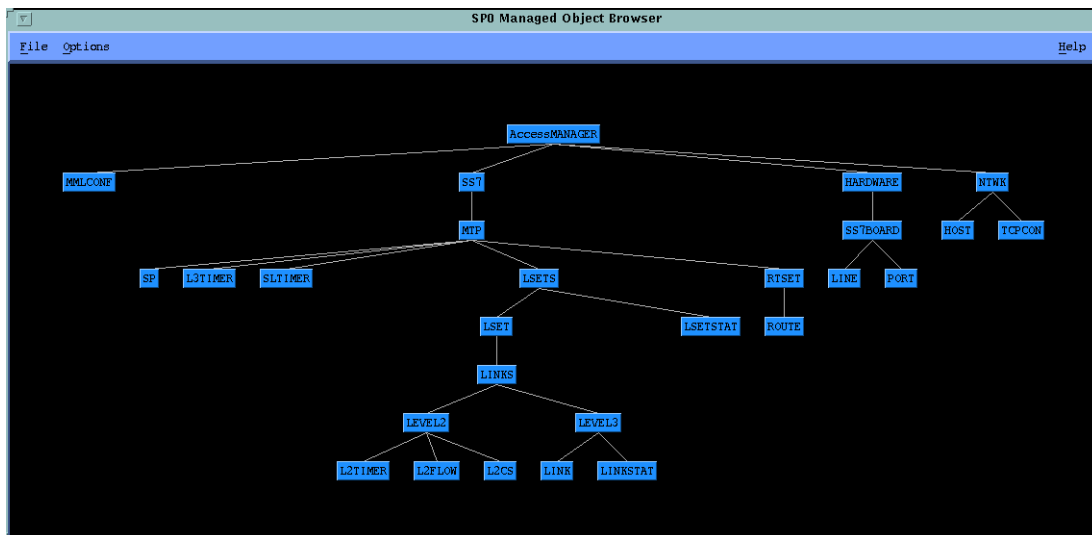 SP0 Managed Object Browser
File Options Help
AccessMANAGER
MMLCONF SS7 HARDWARE NTWK
MTP SS7BOARD HOST TCPCON
SP L3TIMER SLTIMER LSETS RTSET LINE PORT
LSET LSETSTAT ROUTE
LINKS
LEVEL2 LEVEL3
L2TIMER L2FLOW L2CS LINK LINKSTAT